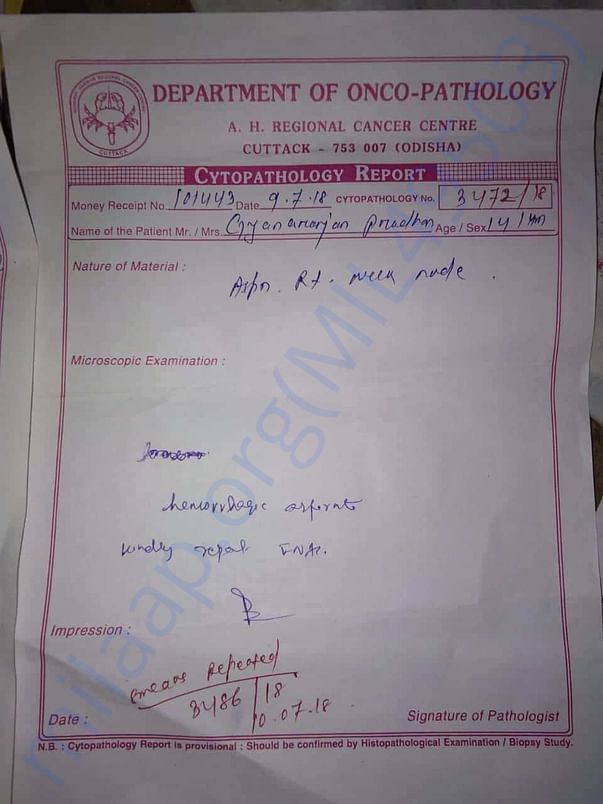 DEPARTMENT OF ONCO-PATHOLOGY
A. H. REGIONAL CANCER CENTRE
CUTTACK - 753 007 (ODISHA)
CYTOPATHOLOGY REPORT
Money Receipt No. 101443 Date 9.7.18 CYTOPATHOLOGY No. 3472/18
Name of the Patient Mr. / Mrs. Gyanaranjan Pradhan Age / Sex 14/
Nature of Material :
Aspn. Rt. neck node.
Microscopic Examination :
hemorrhagic aspirate
kindly repeat FNAC.
Impression :
smears Repeated
3486/18
10.07.18
Date :
Signature of Pathologist
N.B. : Cytopathology Report is provisional ; Should be confirmed by Histopathological Examination / Biopsy Study.
CUTTACK